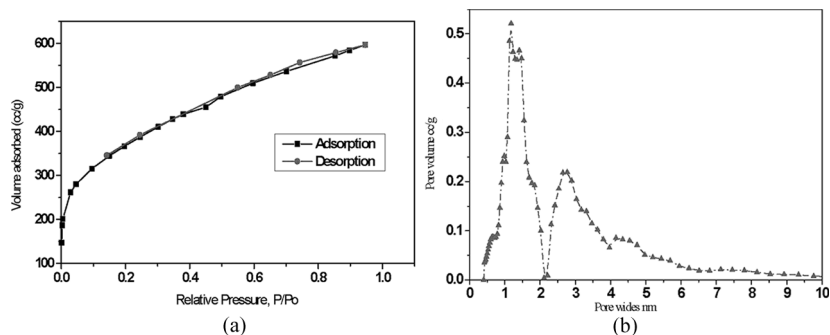 600
500
400
300
200
100
0.0 0.2 0.4 0.6 0.8 1.0
Volume adsorbed (cc/g)
Relative Pressure, P/Po
Adsorption
Desorption
(a)
0.5
0.4
0.3
0.2
0.1
0.0
0 1 2 3 4 5 6 7 8 9 10
Pore volume cc/g
Pore wides nm
(b)